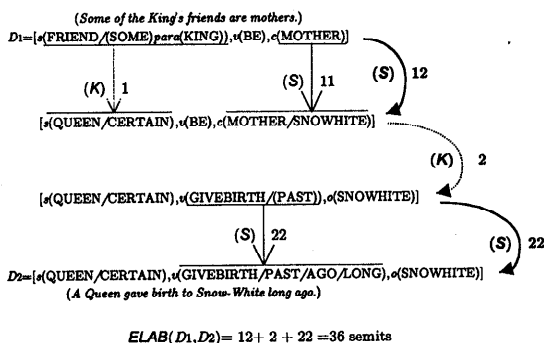 (Some of the King's friends are mothers.)
D1=[s(FRIEND/(SOME)para(KING)),v(BE),c(MOTHER)]
(K) 1 (S) 11 (S) 12
[s(QUEEN/CERTAIN),v(BE),c(MOTHER/SNOWHITE)]
(K) 2
[s(QUEEN/CERTAIN),v(GIVEBIRTH/(PAST)),o(SNOWHITE)]
(S) 22 (S) 22
D2=[s(QUEEN/CERTAIN),v(GIVEBIRTH/PAST/AGO/LONG),o(SNOWHITE)]
(A Queen gave birth to Snow-White long ago.)
ELAB(D1,D2)= 12+ 2 + 22 =36 semits